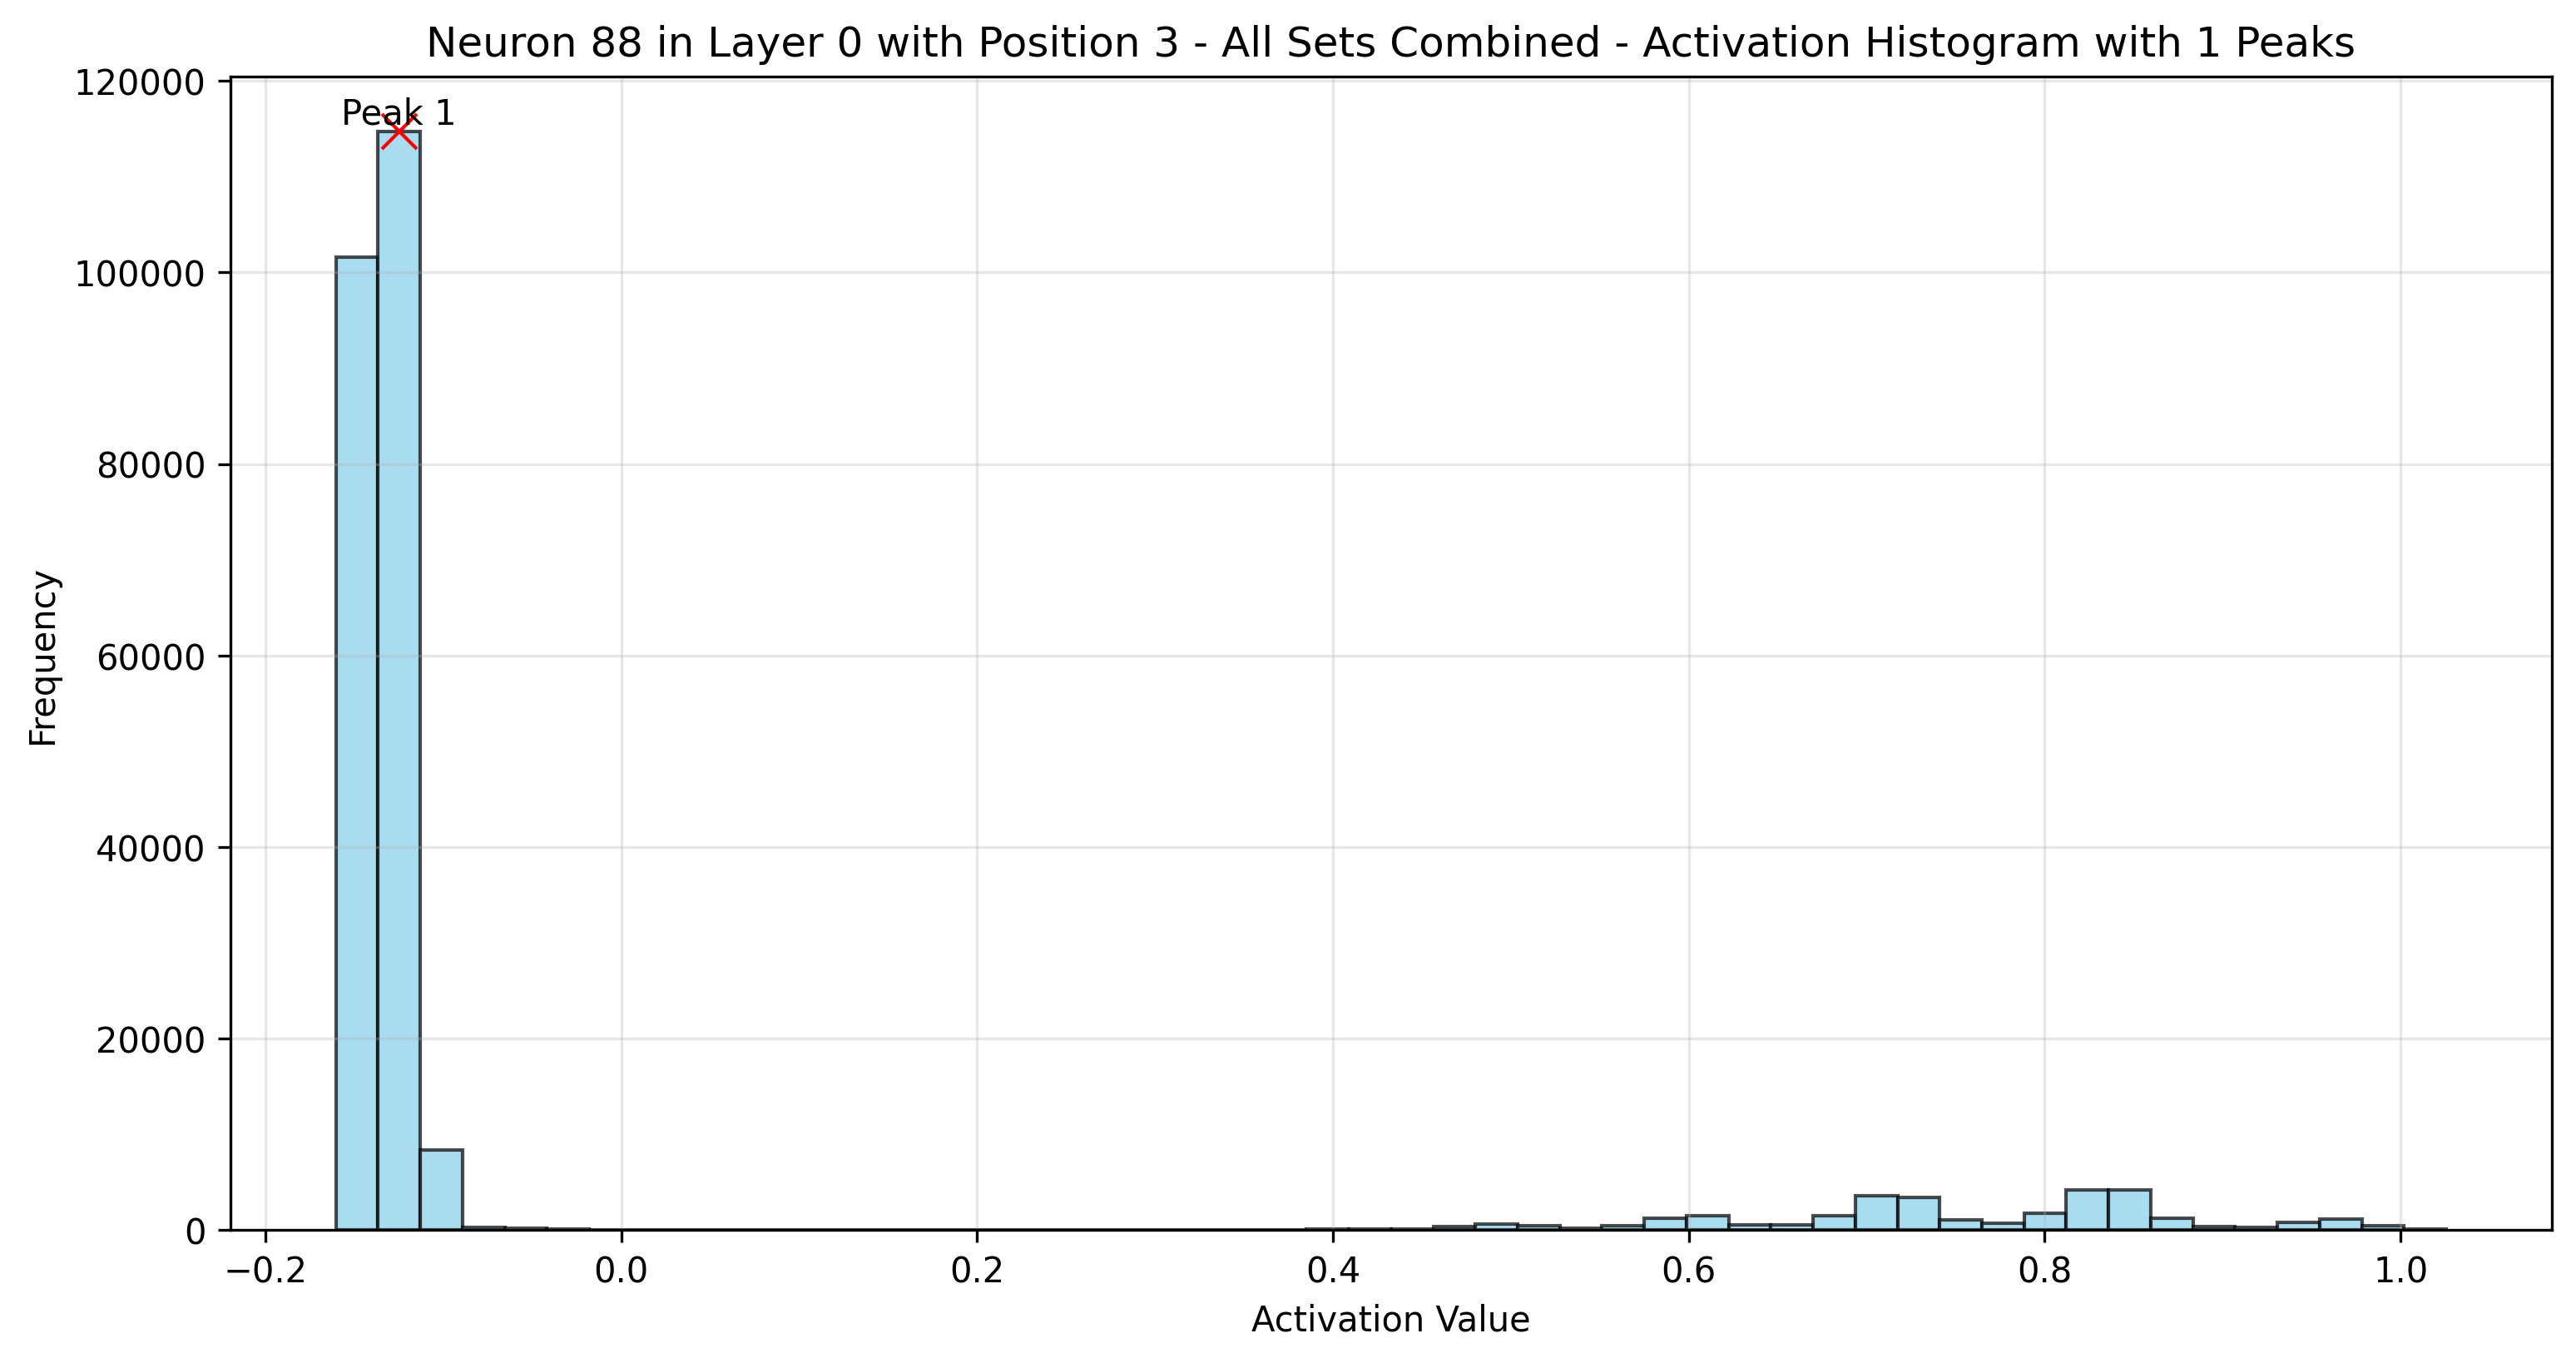 Neuron 88 in Layer 0 with Position 3 - All Sets Combined - Activation Histogram with 1 Peaks
120000
Peak 1
100000
80000
60000
Frequency
40000
20000
0
−0.2 0.0 0.2 0.4 0.6 0.8 1.0
Activation Value